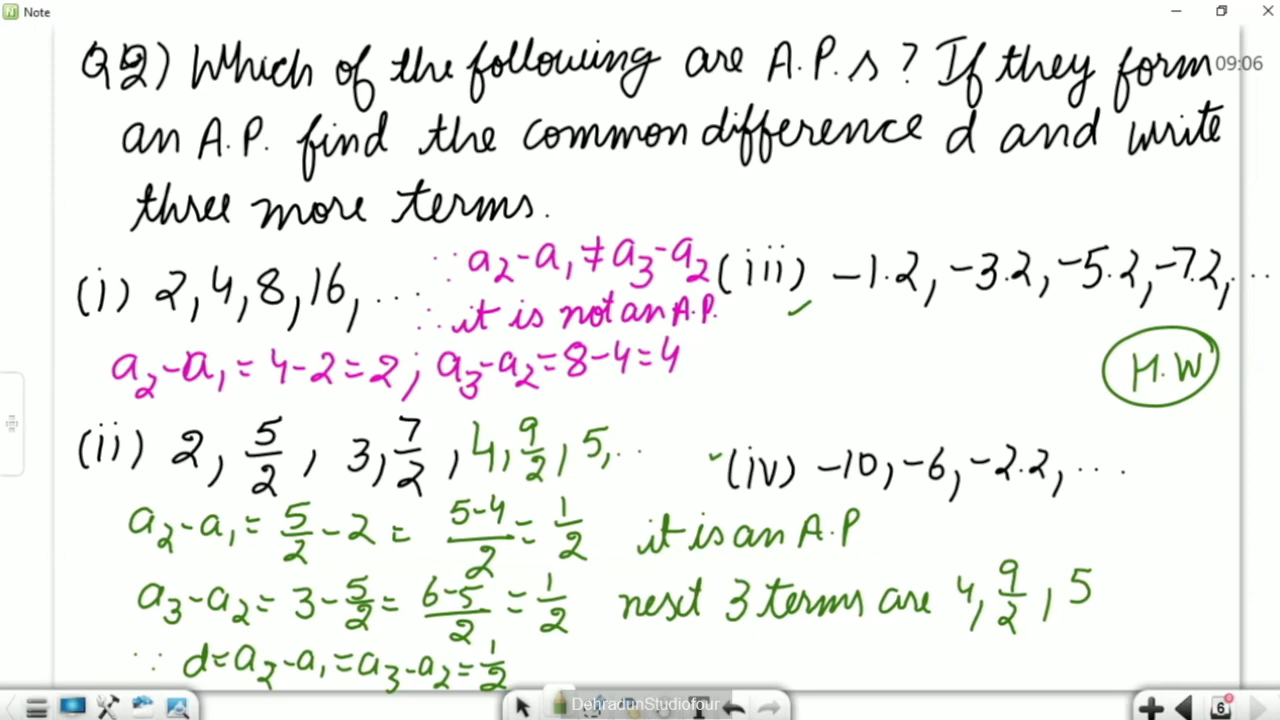 Note
09:06
Q2) Which of the following are A.P.s? If they form
an A.P. find the common difference d and write
three more terms.
(i) 2, 4, 8, 16, ...
∵ a₂-a₁ ≠ a₃-a₂
∴ it is not an A.P.
a₂-a₁ = 4-2 = 2; a₃-a₂ = 8-4 = 4
(ii) 2, 5/2, 3, 7/2, 4, 9/2, 5, ..
a₂-a₁ = 5/2 - 2 = (5-4)/2 = 1/2
a₃-a₂ = 3 - 5/2 = (6-5)/2 = 1/2
∵ d = a₂-a₁ = a₃-a₂ = 1/2
it is an A.P
next 3 terms are 4, 9/2, 5
(iii) -1.2, -3.2, -5.2, -7.2, ...
H.W
(iv) -10, -6, -2.2, ...
DehradunStudiofour
6